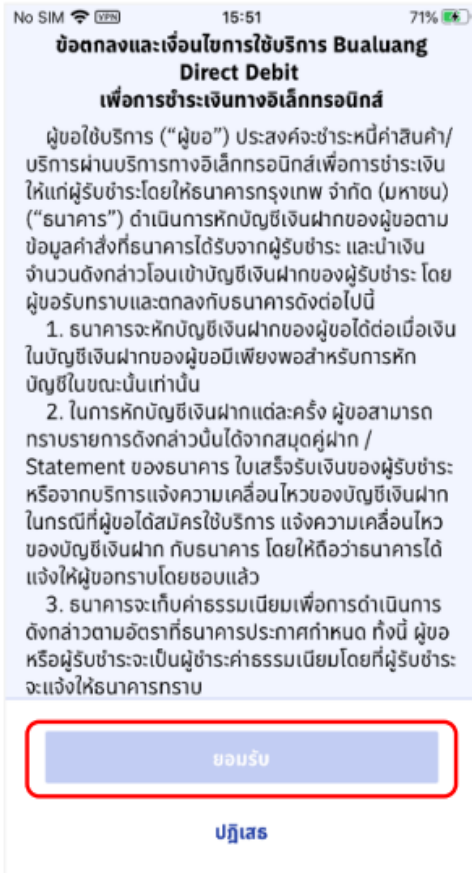 No SIM VPN 15:51 71%
ข้อตกลงและเงื่อนไขการใช้บริการ Bualuang
Direct Debit
เพื่อการชำระเงินทางอิเล็กทรอนิกส์
ผู้ขอใช้บริการ (“ผู้ขอ”) ประสงค์จะชำระหนี้ค่าสินค้า/
บริการผ่านบริการทางอิเล็กทรอนิกส์เพื่อการชำระเงิน
ให้แก่ผู้รับชำระโดยให้ธนาคารกรุงเทพ จำกัด (มหาชน)
(“ธนาคาร”) ดำเนินการหักบัญชีเงินฝากของผู้ขอตาม
ข้อมูลคำสั่งที่ธนาคารได้รับจากผู้รับชำระ และนำเงิน
จำนวนดังกล่าวโอนเข้าบัญชีเงินฝากของผู้รับชำระ โดย
ผู้ขอรับทราบและตกลงกับธนาคารดังต่อไปนี้
1. ธนาคารจะหักบัญชีเงินฝากของผู้ขอได้ต่อเมื่อเงิน
ในบัญชีเงินฝากของผู้ขอมีเพียงพอสำหรับการหัก
บัญชีในขณะนั้นเท่านั้น
2. ในการหักบัญชีเงินฝากแต่ละครั้ง ผู้ขอสามารถ
ทราบรายการดังกล่าวนั้นได้จากสมุดคู่ฝาก /
Statement ของธนาคาร ใบเสร็จรับเงินของผู้รับชำระ
หรือจากบริการแจ้งความเคลื่อนไหวของบัญชีเงินฝาก
ในกรณีที่ผู้ขอได้สมัครใช้บริการ แจ้งความเคลื่อนไหว
ของบัญชีเงินฝาก กับธนาคาร โดยให้ถือว่าธนาคารได้
แจ้งให้ผู้ขอทราบโดยชอบแล้ว
3. ธนาคารจะเก็บค่าธรรมเนียมเพื่อการดำเนินการ
ดังกล่าวตามอัตราที่ธนาคารประกาศกำหนด ทั้งนี้ ผู้ขอ
หรือผู้รับชำระจะเป็นผู้ชำระค่าธรรมเนียมโดยที่ผู้รับชำระ
จะแจ้งให้ธนาคารทราบ
ยอมรับ
ปฏิเสธ